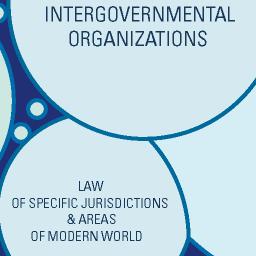 INTERGOVERNMENTAL
ORGANIZATIONS
LAW
OF SPECIFIC JURISDICTIONS
& AREAS
OF MODERN WORLD